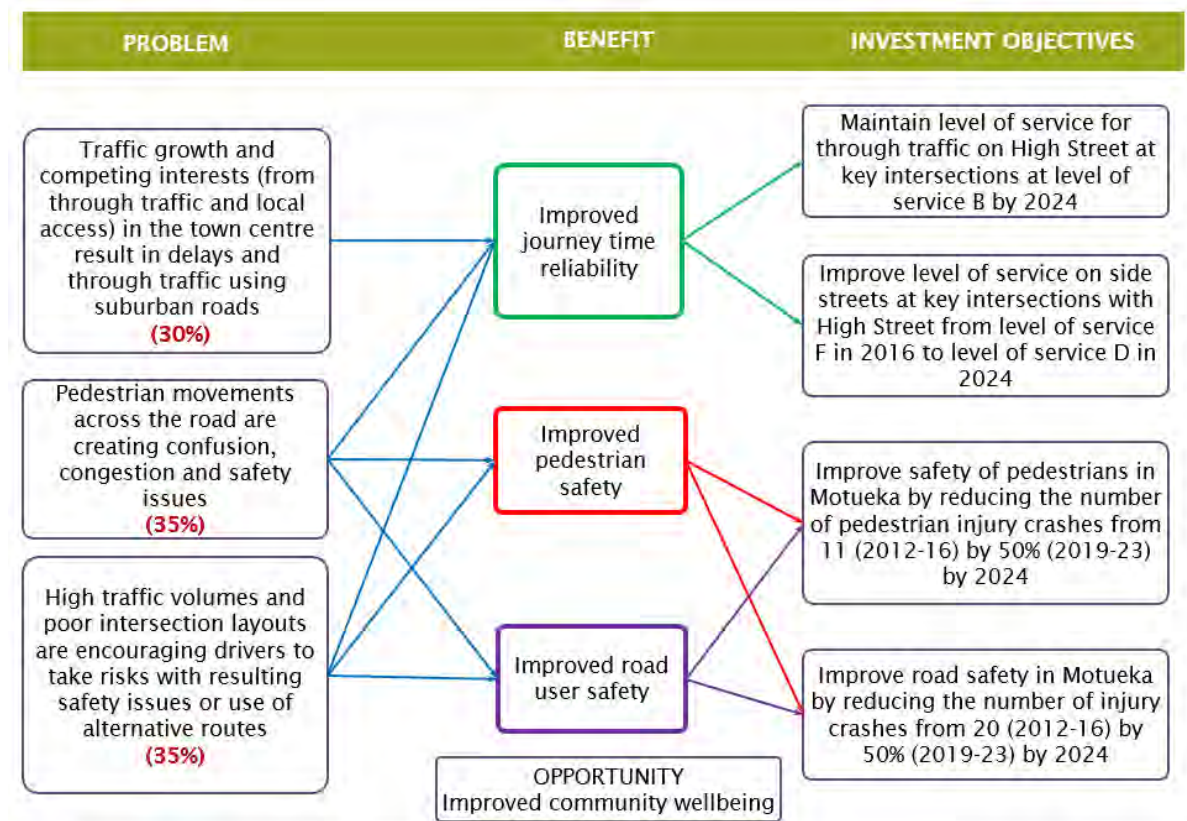 PROBLEM
BENEFIT
INVESTMENT OBJECTIVES
Traffic growth and
competing interests (from
through traffic and local
access) in the town centre
result in delays and
through traffic using
suburban roads
(30%)
Pedestrian movements
across the road are
creating confusion,
congestion and safety
issues
(35%)
High traffic volumes and
poor intersection layouts
are encouraging drivers to
take risks with resulting
safety issues or use of
alternative routes
(35%)
Improved
journey time
reliability
Improved
pedestrian
safety
Improved road
user safety
OPPORTUNITY
Improved community wellbeing
Maintain level of service for
through traffic on High Street at
key intersections at level of
service B by 2024
Improve level of service on side
streets at key intersections with
High Street from level of service
F in 2016 to level of service D in
2024
Improve safety of pedestrians in
Motueka by reducing the number
of pedestrian injury crashes from
11 (2012-16) by 50% (2019-23)
by 2024
Improve road safety in Motueka
by reducing the number of injury
crashes from 20 (2012-16) by
50% (2019-23) by 2024